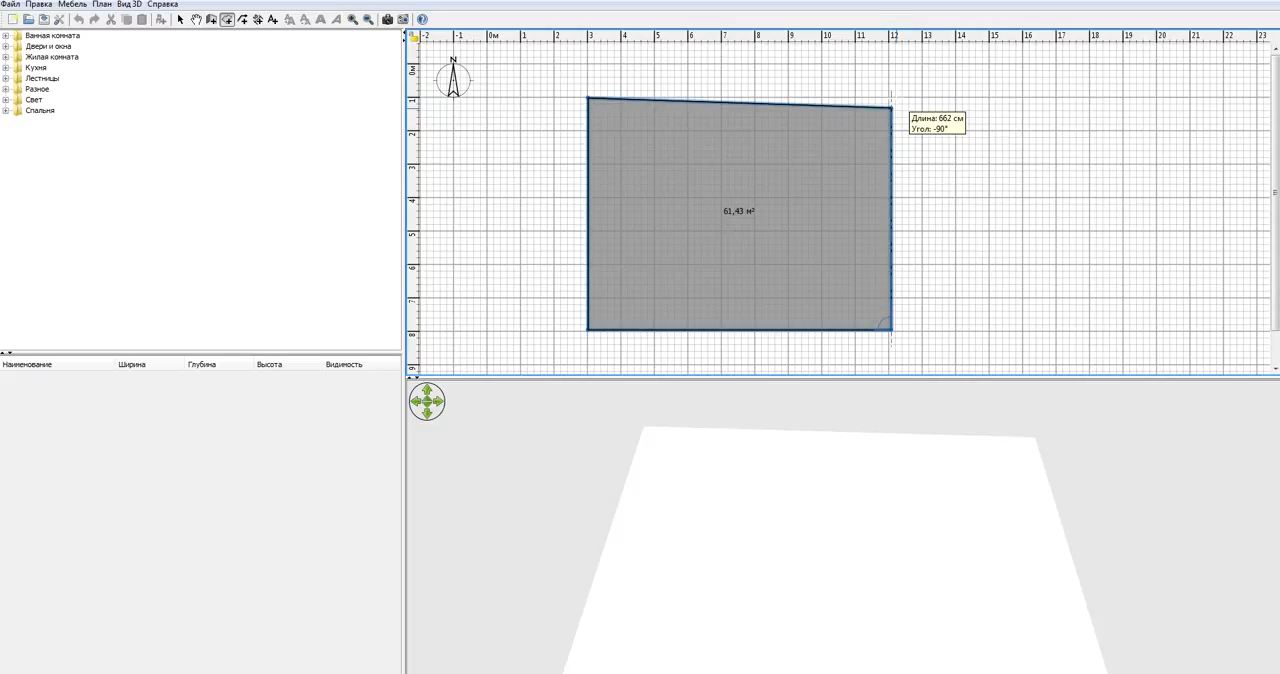 Файл Правка Мебель План Вид 3D Справка
Ванная комната
Двери и окна
Жилая комната
Кухня
Лестницы
Разное
Свет
Спальня
-2 -1 0м 1 2 3 4 5 6 7 8 9 10 11 12 13 14 15 16 17 18 19 20 21 22 23
0м
1
2
3
4
5
6
7
8
9
N
Длина: 662 см
Угол: -90°
61,43 м²
Наименование Ширина Глубина Высота Видимость